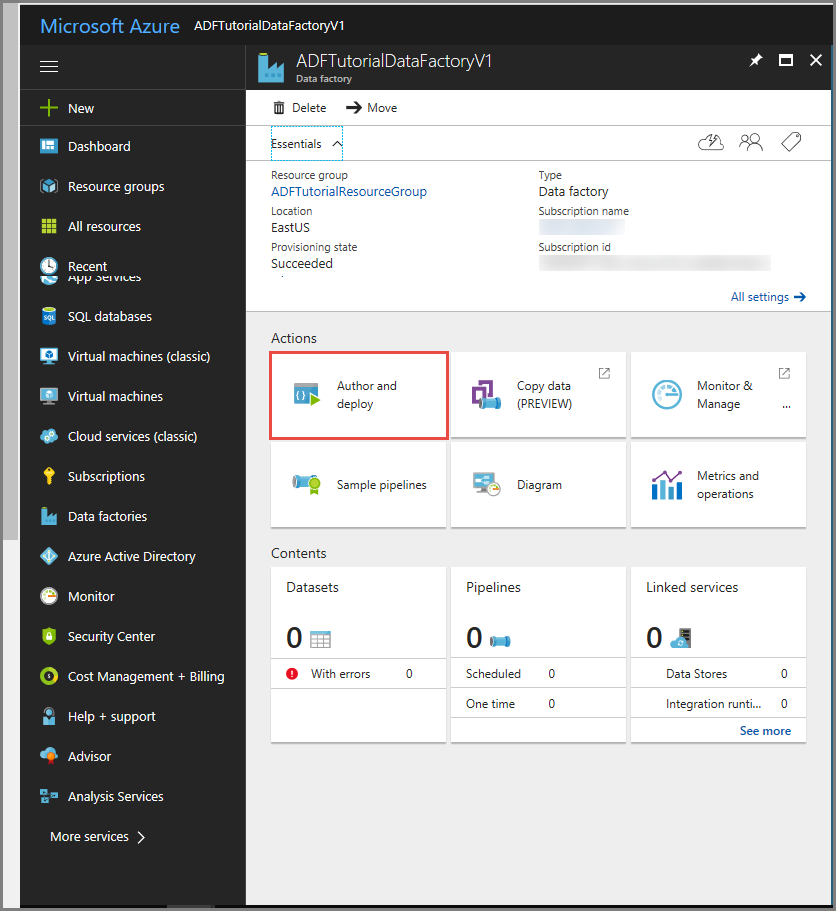 Microsoft Azure ADFTutorialDataFactoryV1
New
Dashboard
Resource groups
All resources
Recent
App Services
SQL databases
Virtual machines (classic)
Virtual machines
Cloud services (classic)
Subscriptions
Data factories
Azure Active Directory
Monitor
Security Center
Cost Management + Billing
Help + support
Advisor
Analysis Services
More services
ADFTutorialDataFactoryV1
Data factory
Delete Move
Essentials
Resource group
ADFTutorialResourceGroup
Location
EastUS
Provisioning state
Succeeded
Type
Data factory
Subscription name
Subscription id
All settings
Actions
Author and
deploy
Copy data
(PREVIEW)
Monitor &
Manage
...
Sample pipelines
Diagram
Metrics and
operations
Contents
Datasets
0
With errors 0
Pipelines
0
Scheduled 0
One time 0
Linked services
0
Data Stores 0
Integration runti... 0
See more